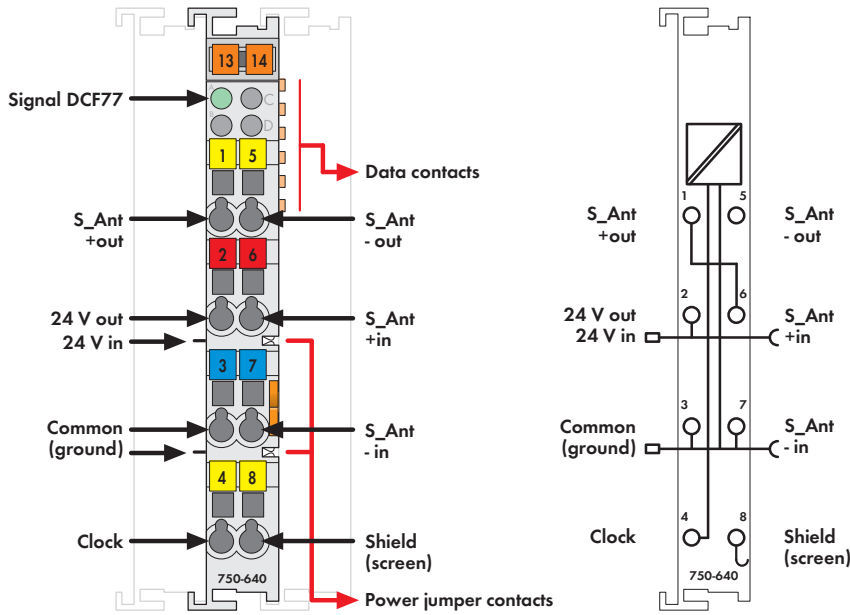 13 14
Signal DCF77
A
C
B
D
1 5
Data contacts
S_Ant
+out
S_Ant
- out
2 6
24 V out
24 V in
S_Ant
+in
3 7
Common
(ground)
S_Ant
- in
4 8
Clock
Shield
(screen)
750-640
Power jumper contacts
1
5
S_Ant
+out
S_Ant
- out
2
6
24 V out
24 V in
S_Ant
+in
3
7
Common
(ground)
S_Ant
- in
4
8
Clock
Shield
(screen)
750-640